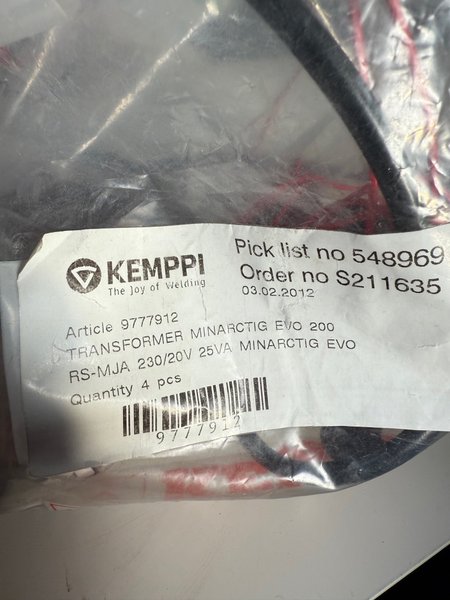 KEMPPI
The Joy of Welding
Pick list no 548969
Order no S211635
03.02.2012
Article 9777912
TRANSFORMER MINARCTIG EVO 200
RS-MJA 230/20V 25VA MINARCTIG EVO
Quantity 4 pcs
9777912